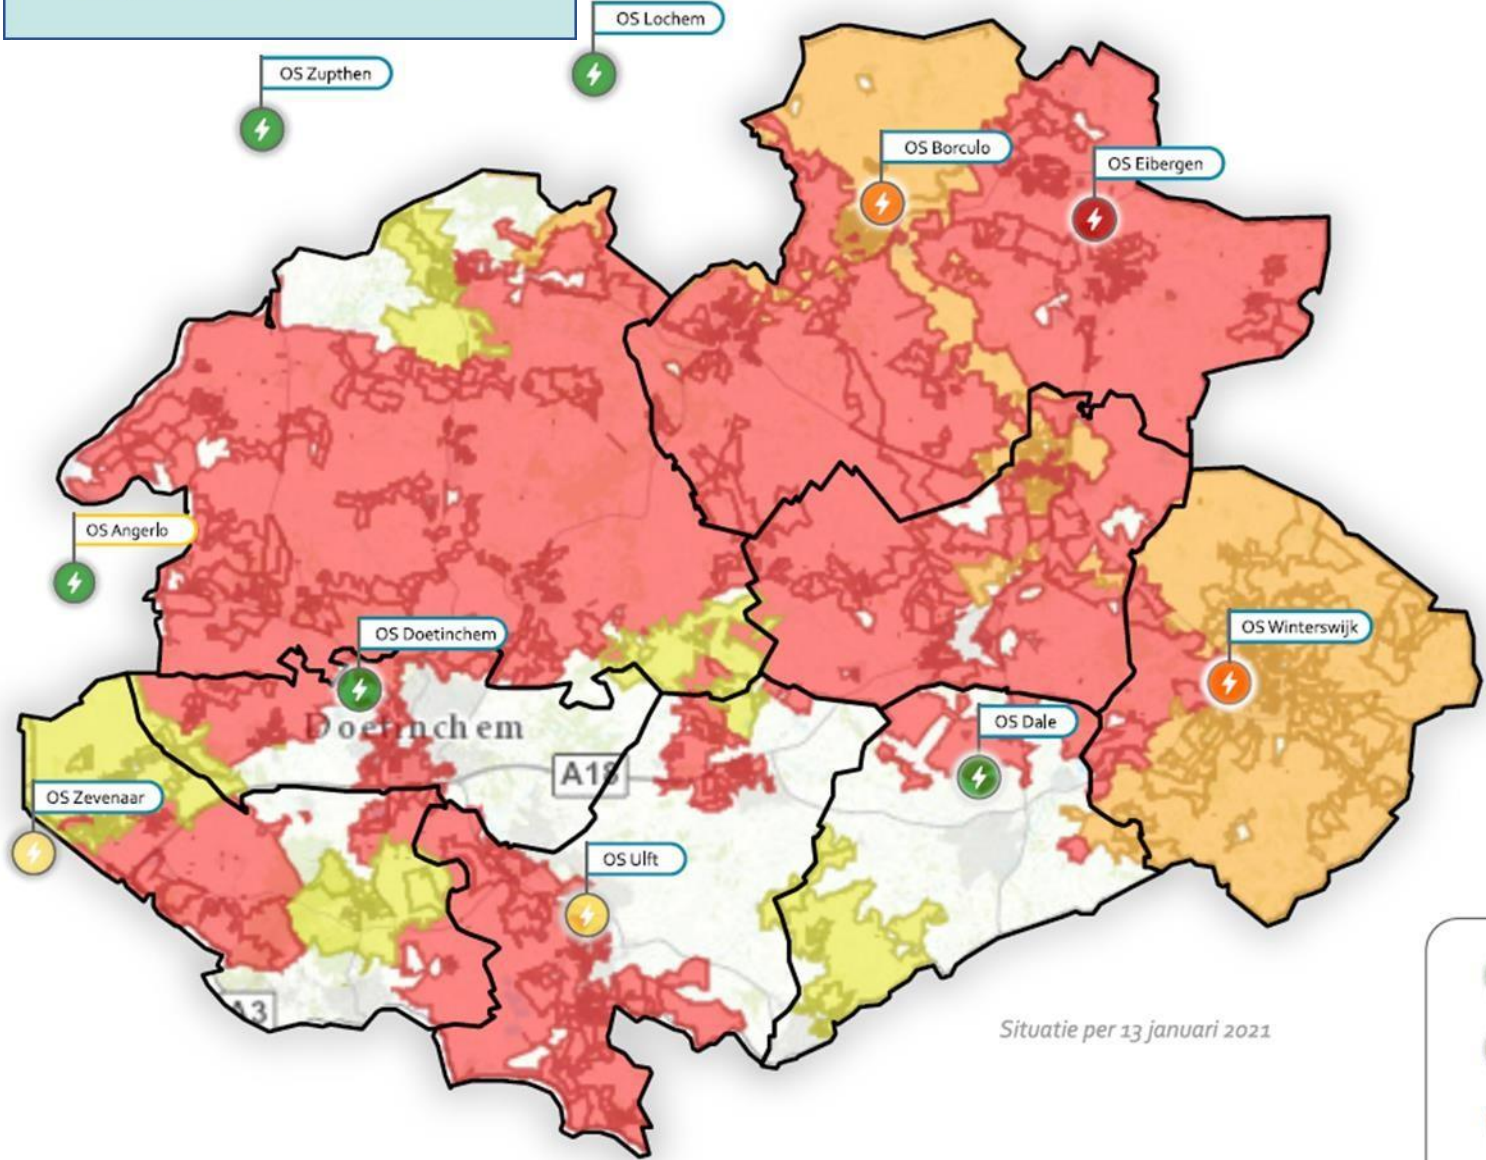 OS Lochem
OS Zupthen
OS Borculo
OS Eibergen
OS Angerlo
OS Doetinchem
OS Winterswijk
Doetinchem
OS Dale
A18
OS Zevenaar
OS Ulft
A3
Situatie per 13 januari 2021